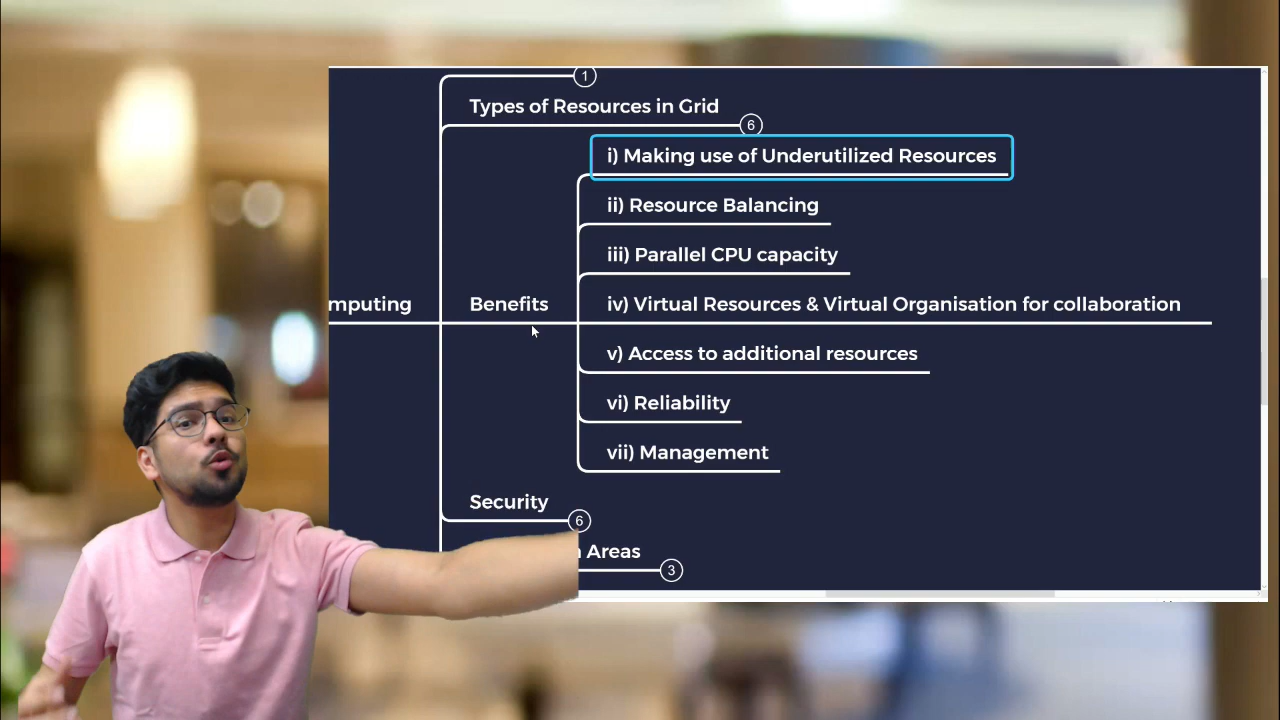 1
Types of Resources in Grid
6
i) Making use of Underutilized Resources
ii) Resource Balancing
iii) Parallel CPU capacity
mputing
Benefits
iv) Virtual Resources & Virtual Organisation for collaboration
v) Access to additional resources
vi) Reliability
vii) Management
Security
6
Areas
3